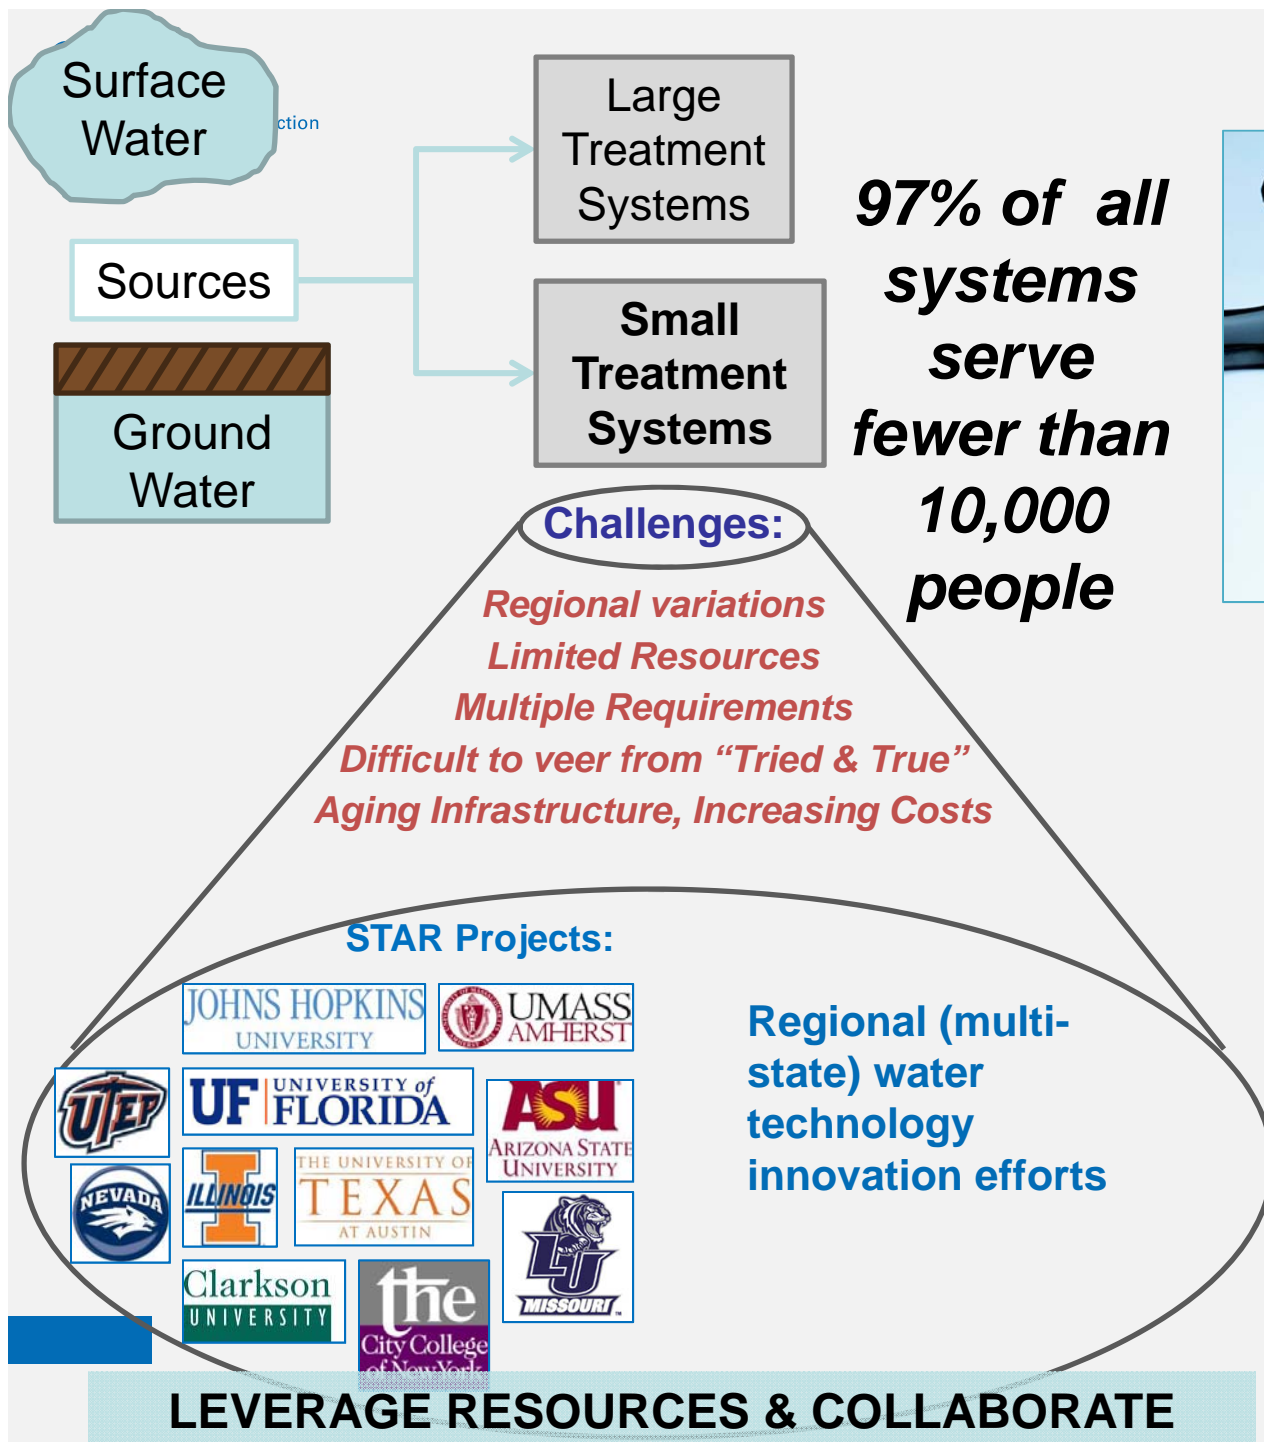 Surface
Water
ction
Sources
Ground
Water
Large
Treatment
Systems
Small
Treatment
Systems
97% of all
systems
serve
fewer than
10,000
people
Challenges:
Regional variations
Limited Resources
Multiple Requirements
Difficult to veer from “Tried & True”
Aging Infrastructure, Increasing Costs
STAR Projects:
JOHNS HOPKINS
UNIVERSITY
UMASS
AMHERST
UTEP
UF UNIVERSITY of
FLORIDA
ASU
ARIZONA STATE
UNIVERSITY
NEVADA
ILLINOIS
THE UNIVERSITY OF
TEXAS
AT AUSTIN
LU
MISSOURI TM
Clarkson
UNIVERSITY
the
City College
of New York
Regional (multi-
state) water
technology
innovation efforts
LEVERAGE RESOURCES & COLLABORATE